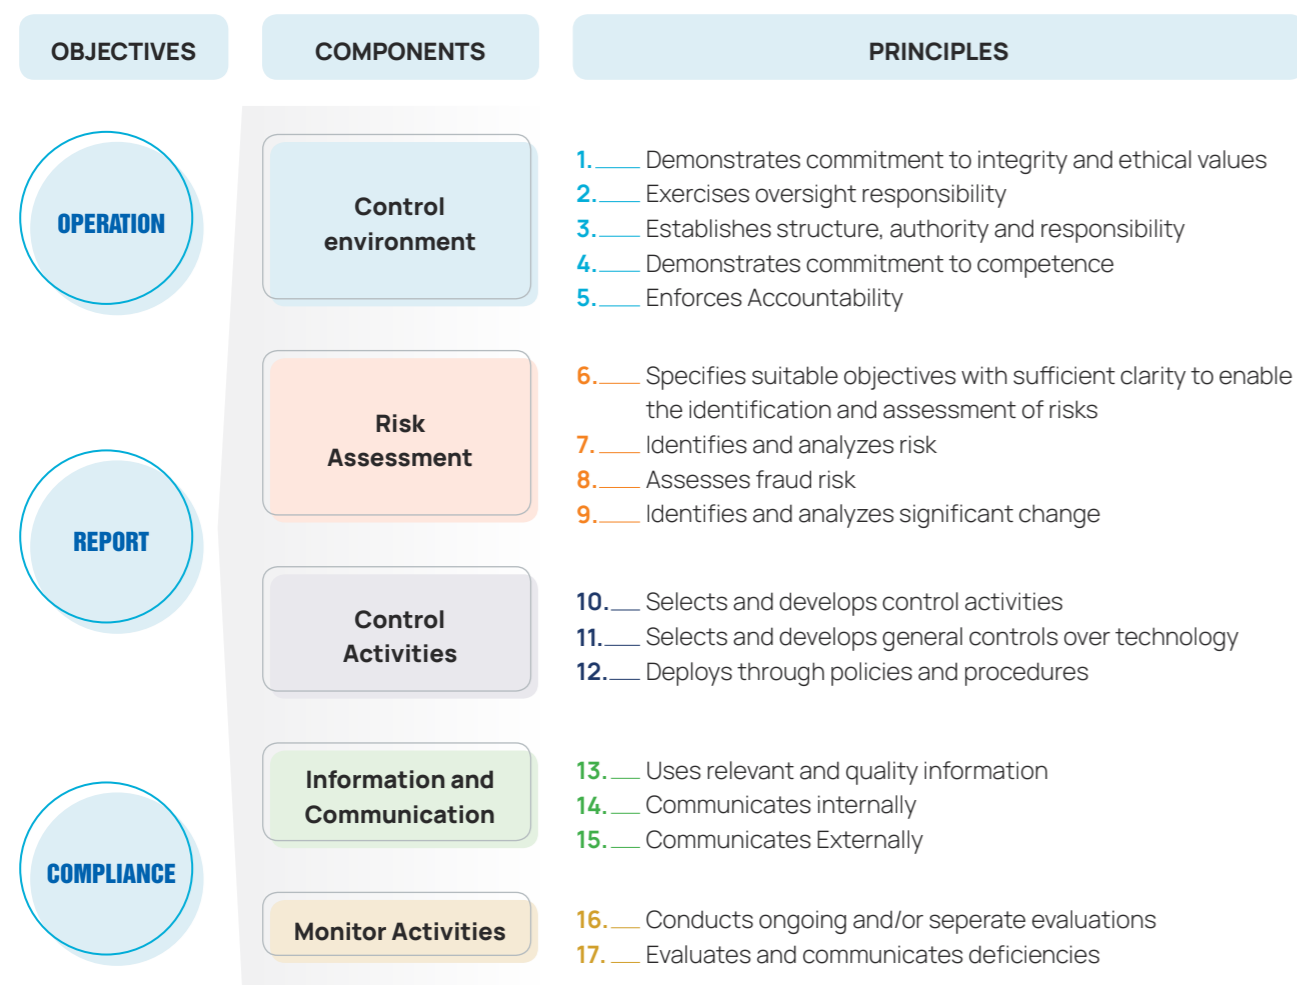 OBJECTIVES
COMPONENTS
PRINCIPLES
OPERATION
REPORT
COMPLIANCE
Control
environment
1. Demonstrates commitment to integrity and ethical values
2. Exercises oversight responsibility
3. Establishes structure, authority and responsibility
4. Demonstrates commitment to competence
5. Enforces Accountability
Risk
Assessment
6. Specifies suitable objectives with sufficient clarity to enable
the identification and assessment of risks
7. Identifies and analyzes risk
8. Assesses fraud risk
9. Identifies and analyzes significant change
Control
Activities
10. Selects and develops control activities
11. Selects and develops general controls over technology
12. Deploys through policies and procedures
Information and
Communication
13. Uses relevant and quality information
14. Communicates internally
15. Communicates Externally
Monitor Activities
16. Conducts ongoing and/or seperate evaluations
17. Evaluates and communicates deficiencies